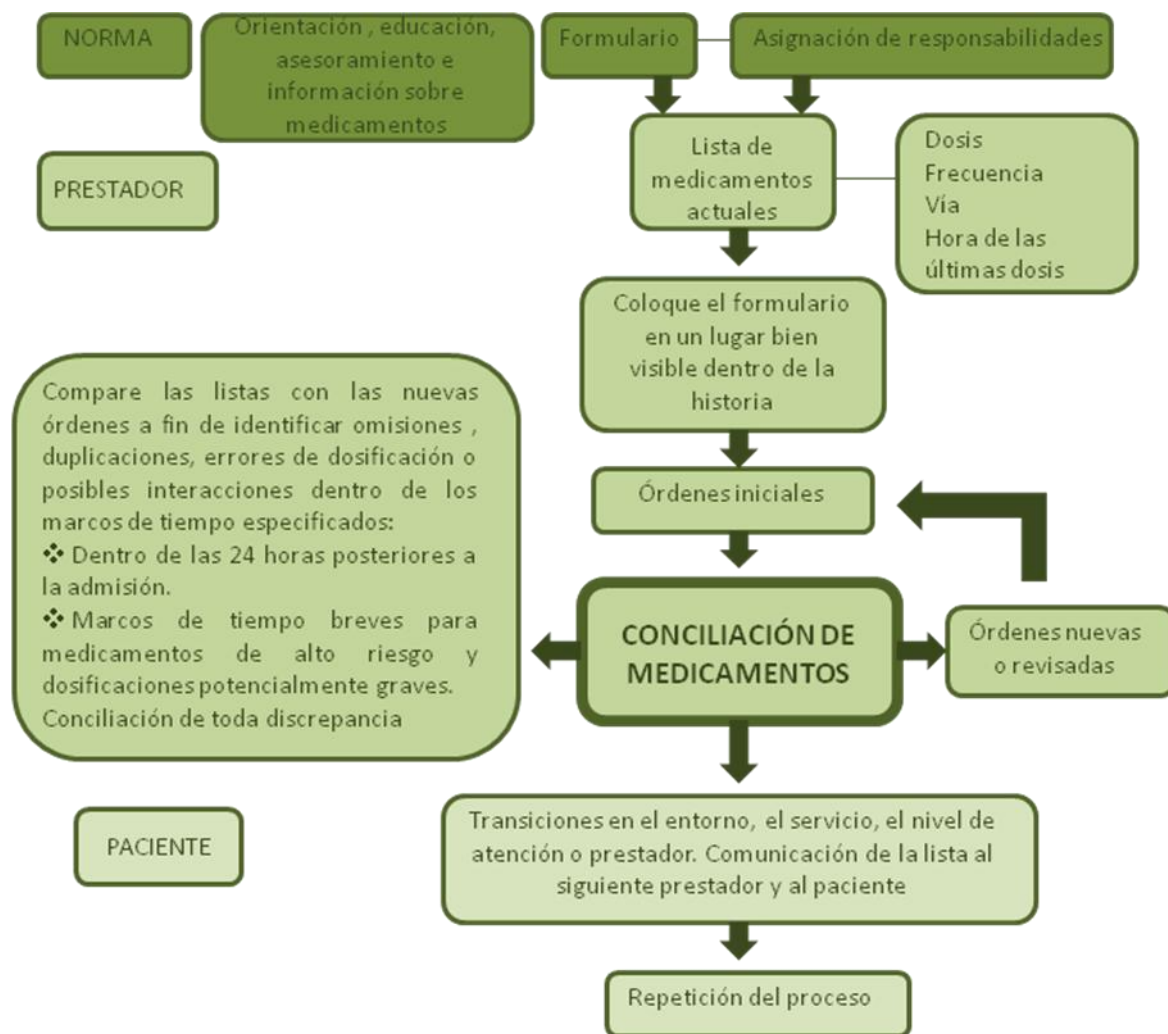 NORMA
Orientación , educación,
asesoramiento e
información sobre
medicamentos
Formulario
Asignación de responsabilidades
PRESTADOR
Lista de
medicamentos
actuales
Dosis
Frecuencia
Vía
Hora de las
últimas dosis
Coloque el formulario
en un lugar bien
visible dentro de la
historia
Compare las listas con las nuevas
órdenes a fin de identificar omisiones ,
duplicaciones, errores de dosificación o
posibles interacciones dentro de los
marcos de tiempo especificados:
❖ Dentro de las 24 horas posteriores a
la admisión.
❖ Marcos de tiempo breves para
medicamentos de alto riesgo y
dosificaciones potencialmente graves.
Conciliación de toda discrepancia
Órdenes iniciales
CONCILIACIÓN DE
MEDICAMENTOS
Órdenes nuevas
o revisadas
PACIENTE
Transiciones en el entorno, el servicio, el nivel de
atención o prestador. Comunicación de la lista al
siguiente prestador y al paciente
Repetición del proceso